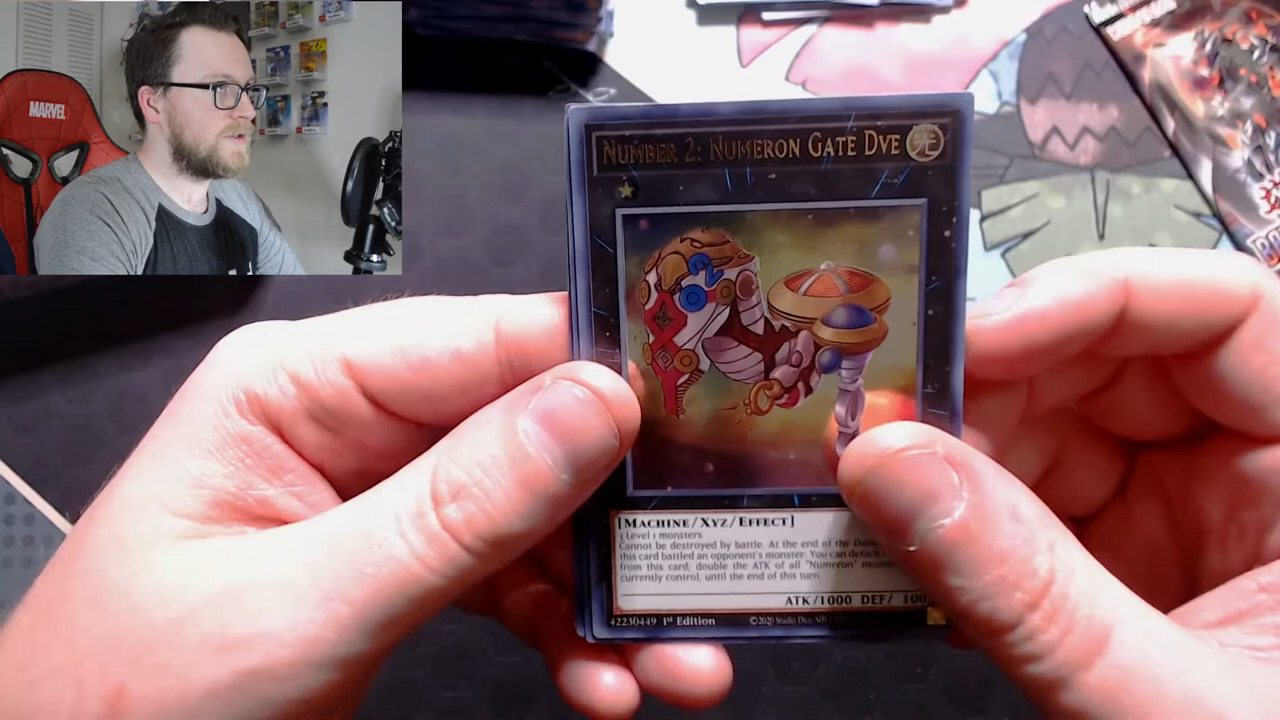 MARVEL
NUMBER 2: NUMERON GATE DVE 光
2
[MACHINE/XYZ/EFFECT]
3 Level 1 monsters
Cannot be destroyed by battle. At the end of the
this card battled an opponent's monster: You can detach
from this card; double the ATK of all "Numeron"
currently control, until the end of this turn.
ATK/1000 DEF/ 100
42230449 1st Edition ©2020 Studio Dice